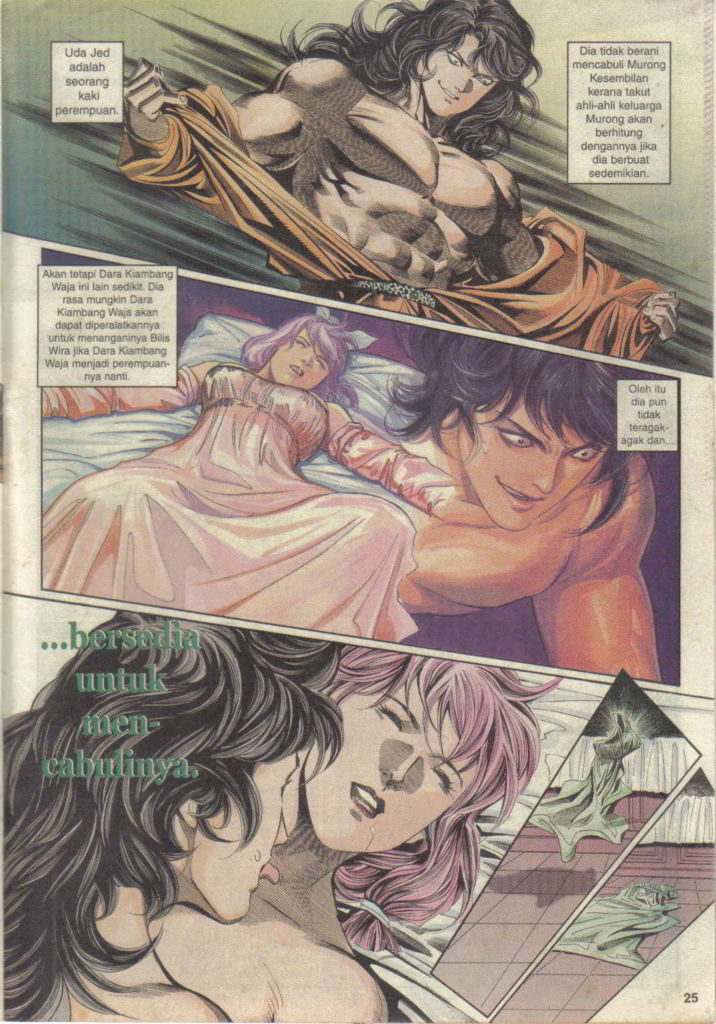 Uda Jed
adalah
seorang
kaki
perempuan.
Dia tidak berani
mencabuli Murong
Kesembilan
kerana takut
ahli-ahli keluarga
Murong akan
berhitung
dengannya jika
dia berbuat
sedemikian.
Akan tetapi Dara Kiambang
Waja ini lain sedikit. Dia
rasa mungkin Dara
Kiambang Waja akan
dapat diperalatkannya
untuk menanganinya Bilis
Wira jika Dara Kiambang
Waja menjadi perempuan-
nya nanti.
Oleh itu
dia pun
tidak
teragak-
agak dan...
...bersedia
untuk
men-
cabulinya.
25